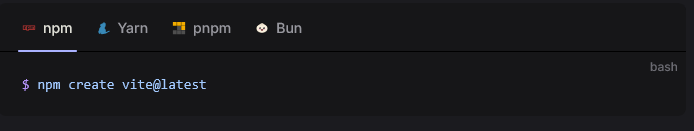 npm Yarn pnpm Bun
bash
$ npm create vite@latest